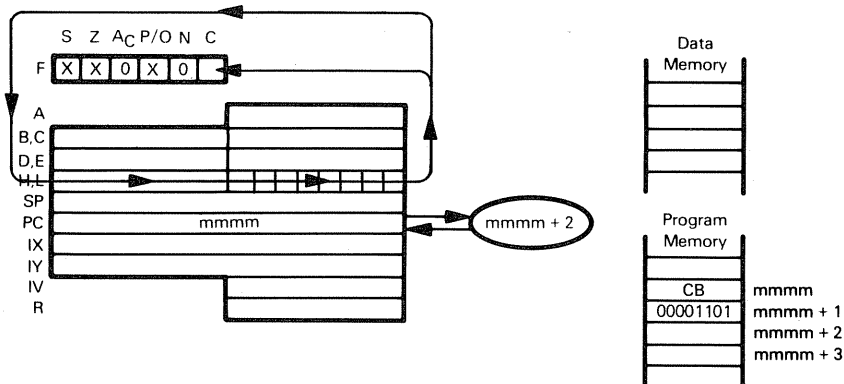 S Z AC P/O N C
F X X 0 X 0
A
B,C
D,E
H,L
SP
PC mmmm mmmm + 2
IX
IY
IV
R
Data
Memory
Program
Memory
CB mmmm
00001101 mmmm + 1
mmmm + 2
mmmm + 3